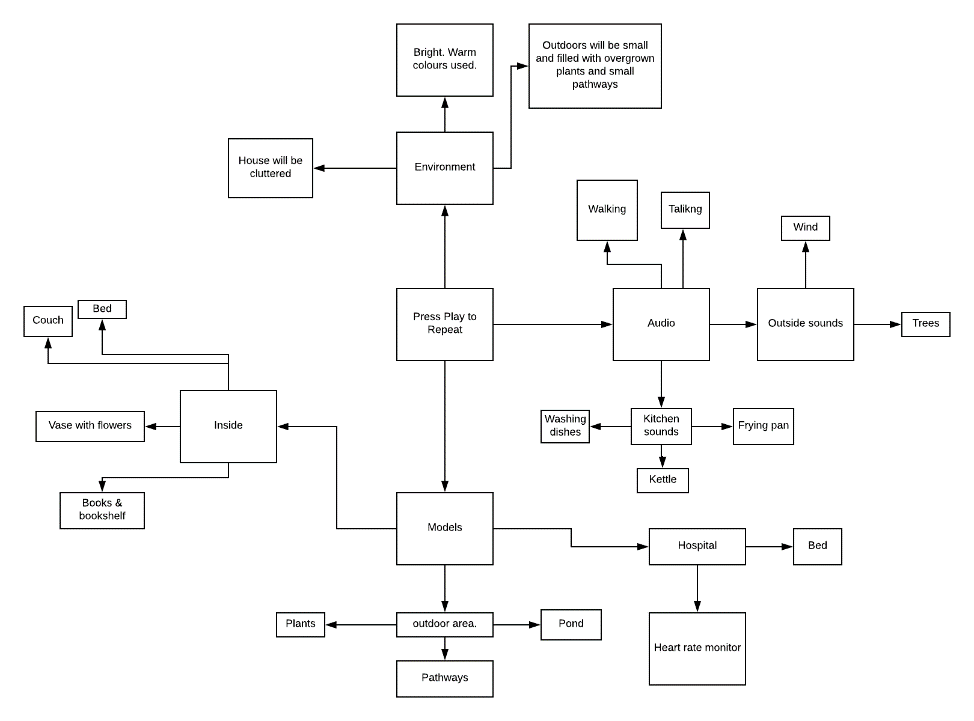 Bright. Warm
colours used.
Outdoors will be small
and filled with overgrown
plants and small
pathways
House will be
cluttered
Environment
Walking
Talikng
Wind
Press Play to
Repeat
Audio
Outside sounds
Trees
Couch
Bed
Vase with flowers
Inside
Books &
bookshelf
Washing
dishes
Kitchen
sounds
Frying pan
Kettle
Models
Hospital
Bed
Heart rate monitor
Plants
outdoor area.
Pond
Pathways